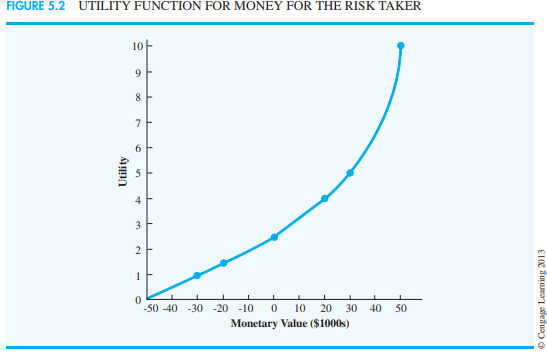 FIGURE 5.2 UTILITY FUNCTION FOR MONEY FOR THE RISK TAKER
10
9
8
7
6
5
4
3
2
1
0
Utility
-50 -40 -30 -20 -10 0 10 20 30 40 50
Monetary Value ($1000s)
© Cengage Learning 2013